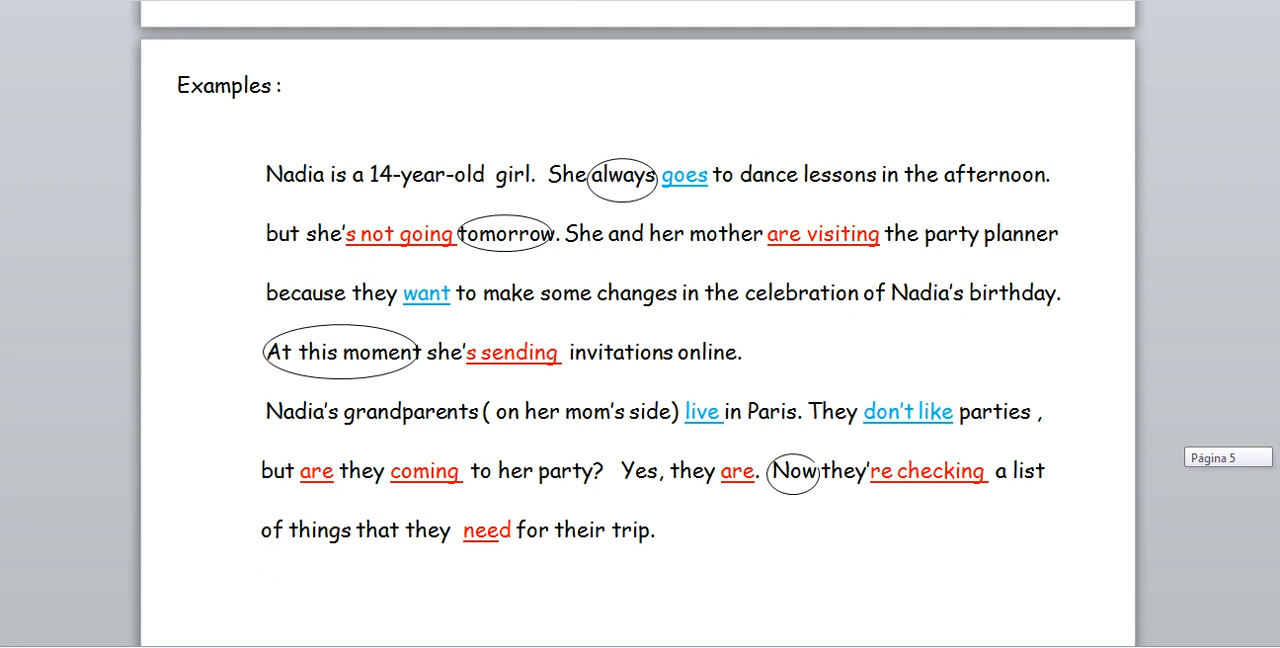 Examples :
Nadia is a 14-year-old girl. She always goes to dance lessons in the afternoon.
but she's not going tomorrow. She and her mother are visiting the party planner
because they want to make some changes in the celebration of Nadia's birthday.
At this moment she's sending invitations online.
Nadia's grandparents ( on her mom's side) live in Paris. They don't like parties ,
but are they coming to her party? Yes, they are. Now they're checking a list
Página 5
of things that they need for their trip.